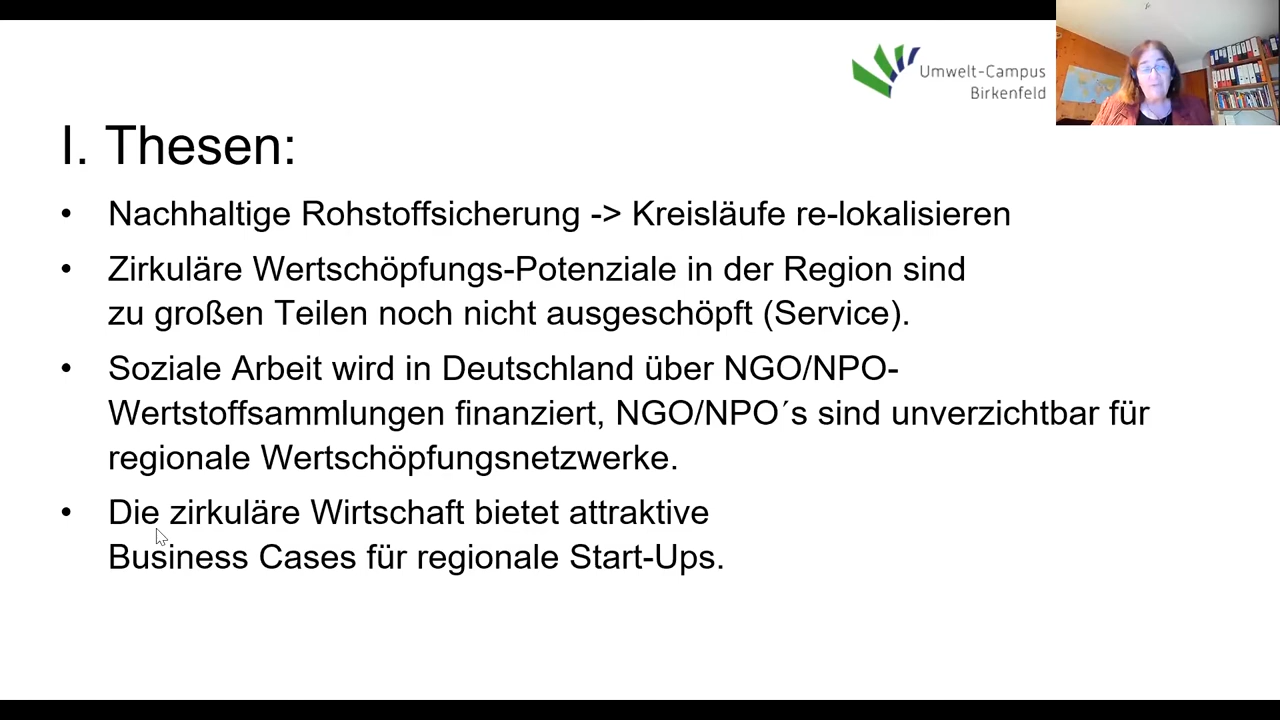 Umwelt-Campus
Birkenfeld
I. Thesen:
• Nachhaltige Rohstoffsicherung -> Kreisläufe re-lokalisieren
• Zirkuläre Wertschöpfungs-Potenziale in der Region sind
zu großen Teilen noch nicht ausgeschöpft (Service).
• Soziale Arbeit wird in Deutschland über NGO/NPO-
Wertstoffsammlungen finanziert, NGO/NPO´s sind unverzichtbar für
regionale Wertschöpfungsnetzwerke.
• Die zirkuläre Wirtschaft bietet attraktive
Business Cases für regionale Start-Ups.